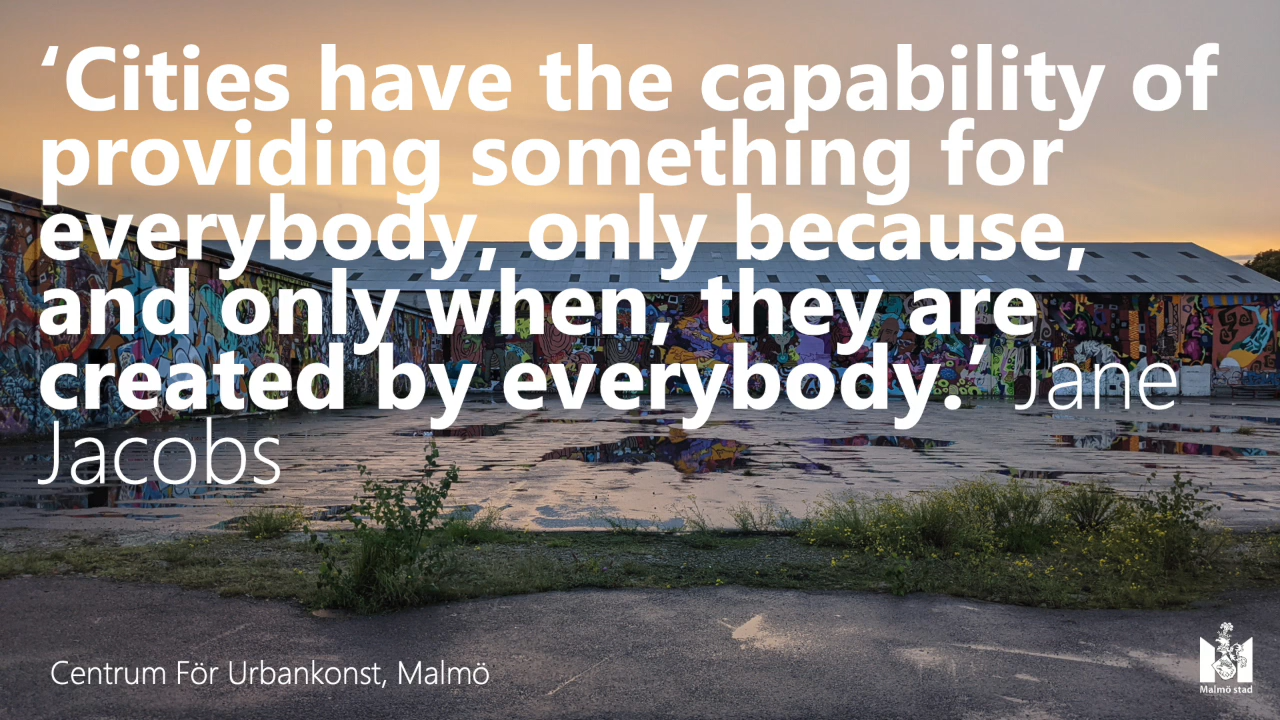 ‘Cities have the capability of
providing something for
everybody, only because,
and only when, they are
created by everybody.’ Jane
Jacobs
Centrum För Urbankonst, Malmö
Malmö stad